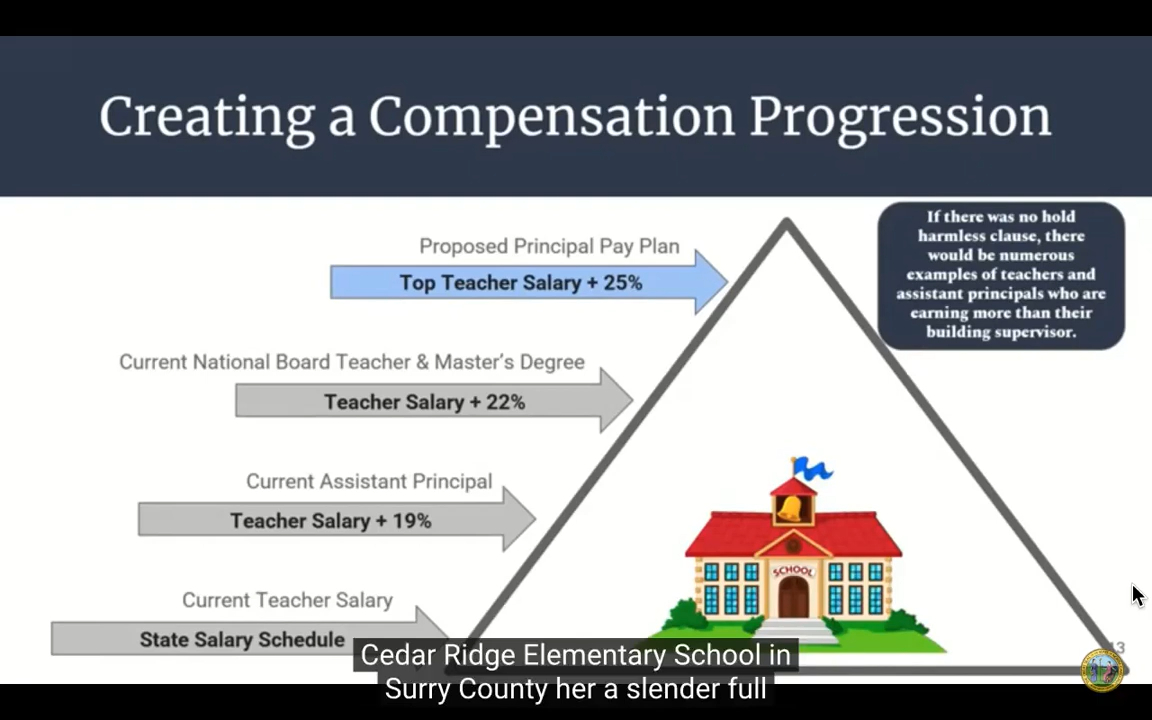 Creating a Compensation Progression
If there was no hold
harmless clause, there
would be numerous
examples of teachers and
assistant principals who are
earning more than their
building supervisor.
Proposed Principal Pay Plan
Top Teacher Salary + 25%
Current National Board Teacher & Master's Degree
Teacher Salary + 22%
Current Assistant Principal
Teacher Salary + 19%
SCHOOL
Current Teacher Salary
State Salary Schedule
Cedar Ridge Elementary School in
Surry County her a slender full